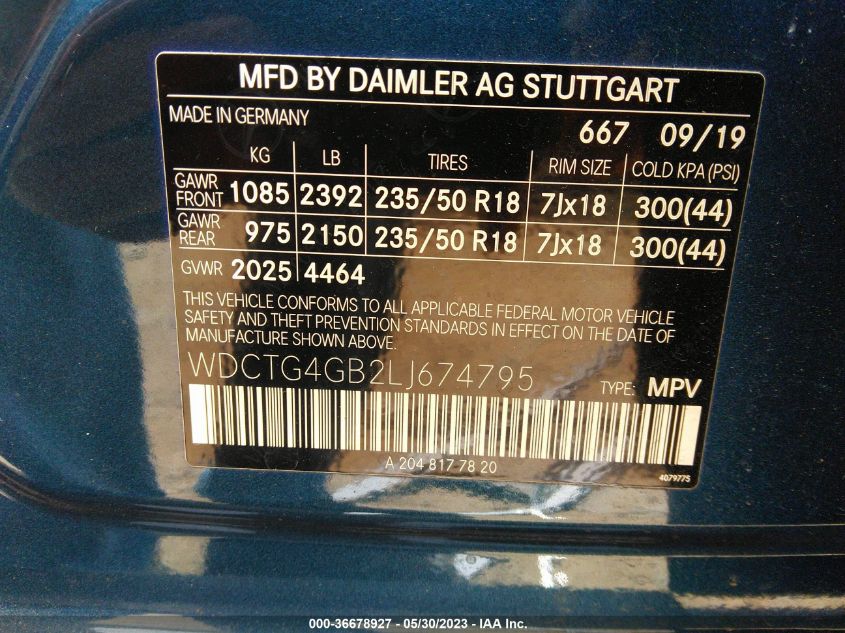 MFD BY DAIMLER AG STUTTGART
MADE IN GERMANY
667 09/19
KG LB TIRES RIM SIZE COLD KPA (PSI)
GAWR FRONT 1085 2392 235/50 R18 7Jx18 300(44)
GAWR REAR 975 2150 235/50 R18 7Jx18 300(44)
GVWR 2025 4464
THIS VEHICLE CONFORMS TO ALL APPLICABLE FEDERAL MOTOR VEHICLE
SAFETY AND THEFT PREVENTION STANDARDS IN EFFECT ON THE DATE OF
MANUFACTURE SHOWN ABOVE.
WDCTG4GB2LJ674795 TYPE: MPV
A 204 817 78 20
4079775
000-36678927 - 05/30/2023 - IAA Inc.